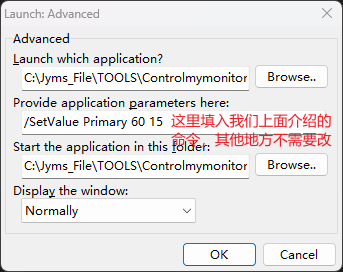 Launch: Advanced
Advanced
Launch which application?
C:\Jyms_File\TOOLS\Controlmymonitor
Browse..
Provide application parameters here:
/SetValue Primary 60 15
这里填入我们上面介绍的
命令，其他地方不需要改
Start the application in this folder:
C:\Jyms_File\TOOLS\Controlmymonitor
Browse..
Display the window:
Normally
OK
Cancel